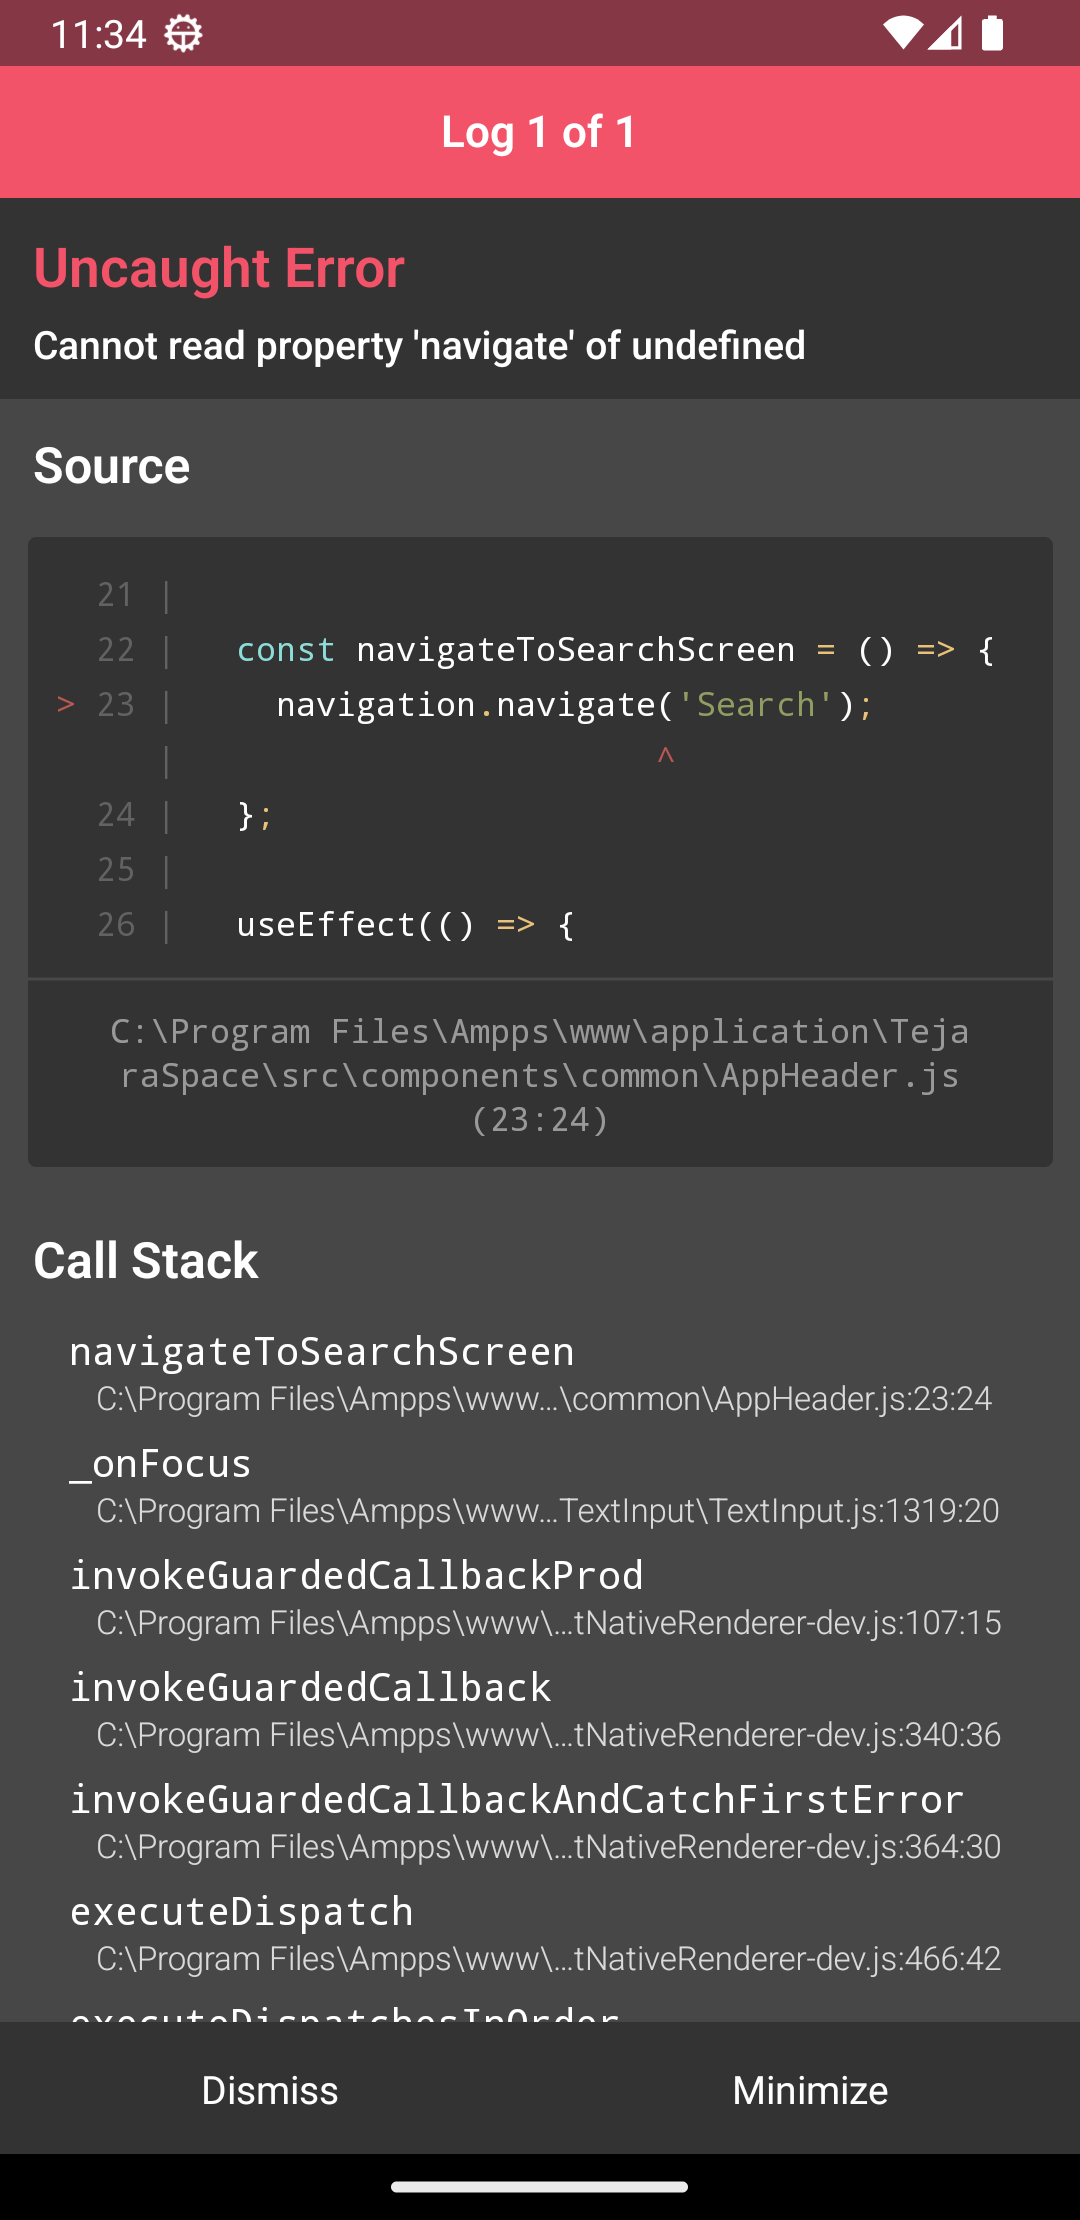 11:34
Log 1 of 1
Uncaught Error
Cannot read property 'navigate' of undefined
Source
21 |
22 |   const navigateToSearchScreen = () => {
> 23 |     navigation.navigate('Search');
|                        ^
24 |   };
25 |
26 |   useEffect(() => {
C:\Program Files\Ampps\www\application\Teja
raSpace\src\components\common\AppHeader.js
(23:24)
Call Stack
navigateToSearchScreen
C:\Program Files\Ampps\www...\common\AppHeader.js:23:24
_onFocus
C:\Program Files\Ampps\www...TextInput\TextInput.js:1319:20
invokeGuardedCallbackProd
C:\Program Files\Ampps\www\...tNativeRenderer-dev.js:107:15
invokeGuardedCallback
C:\Program Files\Ampps\www\...tNativeRenderer-dev.js:340:36
invokeGuardedCallbackAndCatchFirstError
C:\Program Files\Ampps\www\...tNativeRenderer-dev.js:364:30
executeDispatch
C:\Program Files\Ampps\www\...tNativeRenderer-dev.js:466:42
executeDispatchesInOrder
Dismiss
Minimize